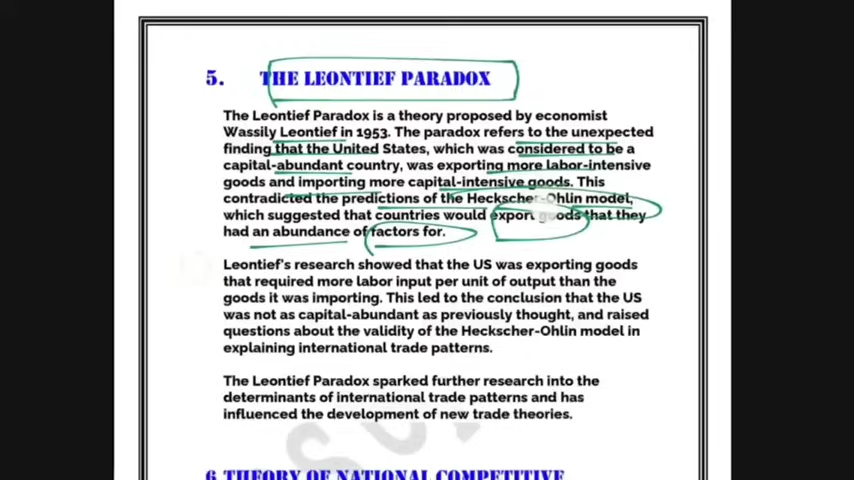 5. THE LEONTIEF PARADOX
The Leontief Paradox is a theory proposed by economist
Wassily Leontief in 1953. The paradox refers to the unexpected
finding that the United States, which was considered to be a
capital-abundant country, was exporting more labor-intensive
goods and importing more capital-intensive goods. This
contradicted the predictions of the Heckscher-Ohlin model,
which suggested that countries would export goods that they
had an abundance of factors for.
Leontief's research showed that the US was exporting goods
that required more labor input per unit of output than the
goods it was importing. This led to the conclusion that the US
was not as capital-abundant as previously thought, and raised
questions about the validity of the Heckscher-Ohlin model in
explaining international trade patterns.
The Leontief Paradox sparked further research into the
determinants of international trade patterns and has
influenced the development of new trade theories.
6 THEORY OF NATIONAL COMPETITIVE